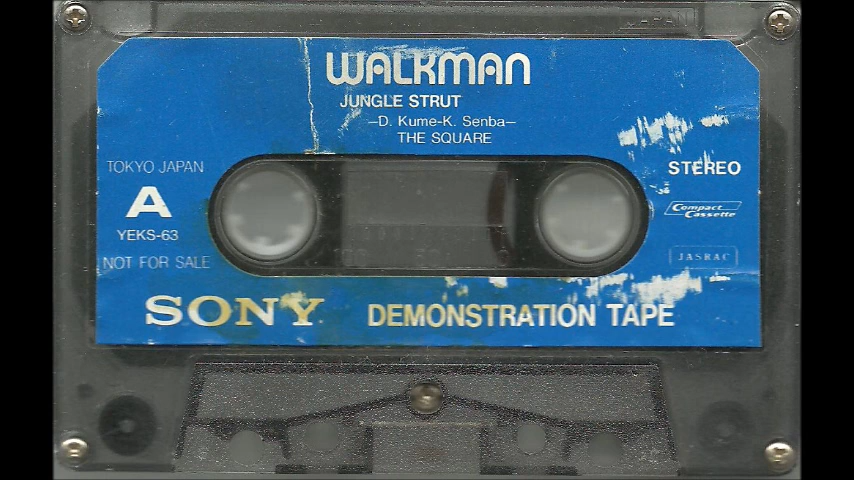 JAPAN
WALKMAN
JUNGLE STRUT
—D. Kume-K. Senba—
THE SQUARE
TOKYO JAPAN
STEREO
A
Compact
Cassette
YEKS-63
JASRAC
NOT FOR SALE
SONY DEMONSTRATION TAPE